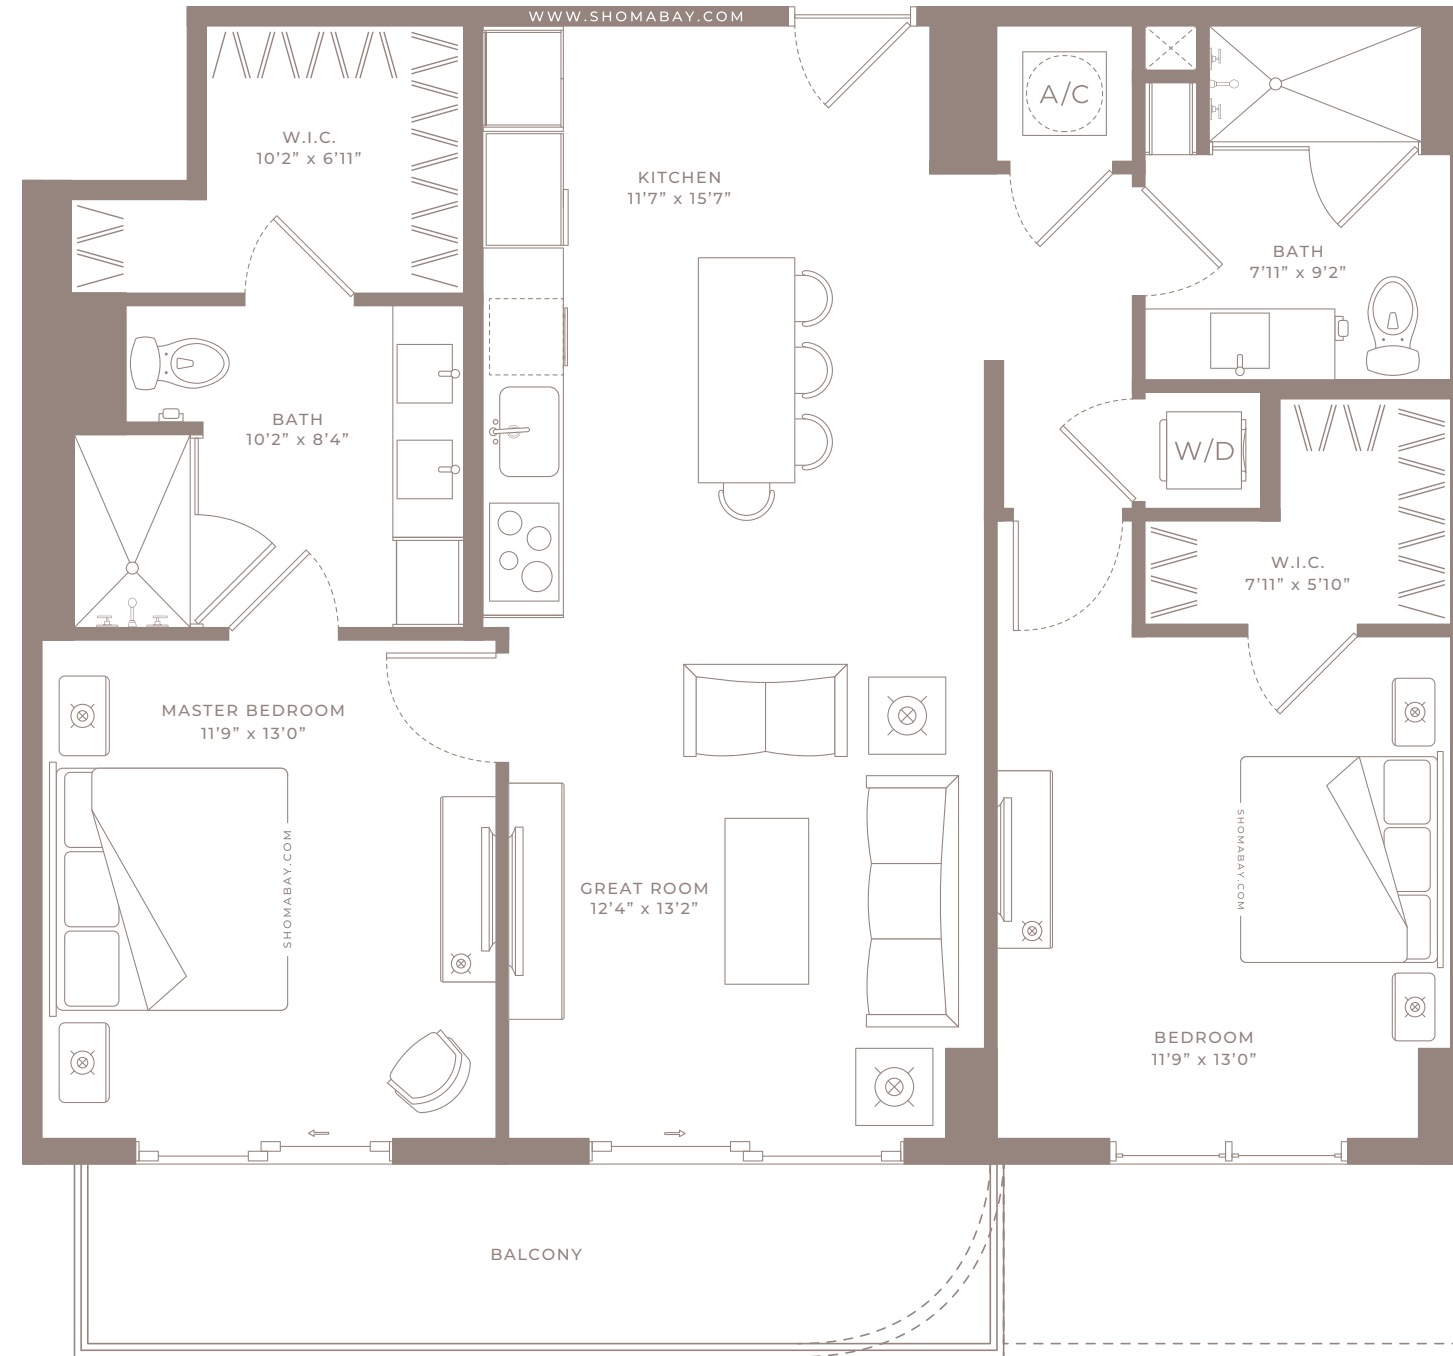 WWW.SHOMABAY.COM
A/C
W.I.C.
10’2” x 6’11”
KITCHEN
11’7” x 15’7”
BATH
7’11” x 9’2”
BATH
10’2” x 8’4”
W/D
W.I.C.
7’11” x 5’10”
MASTER BEDROOM
11’9” x 13’0”
SHOMABAY.COM
GREAT ROOM
12’4” x 13’2”
SHOMABAY.COM
BEDROOM
11’9” x 13’0”
BALCONY